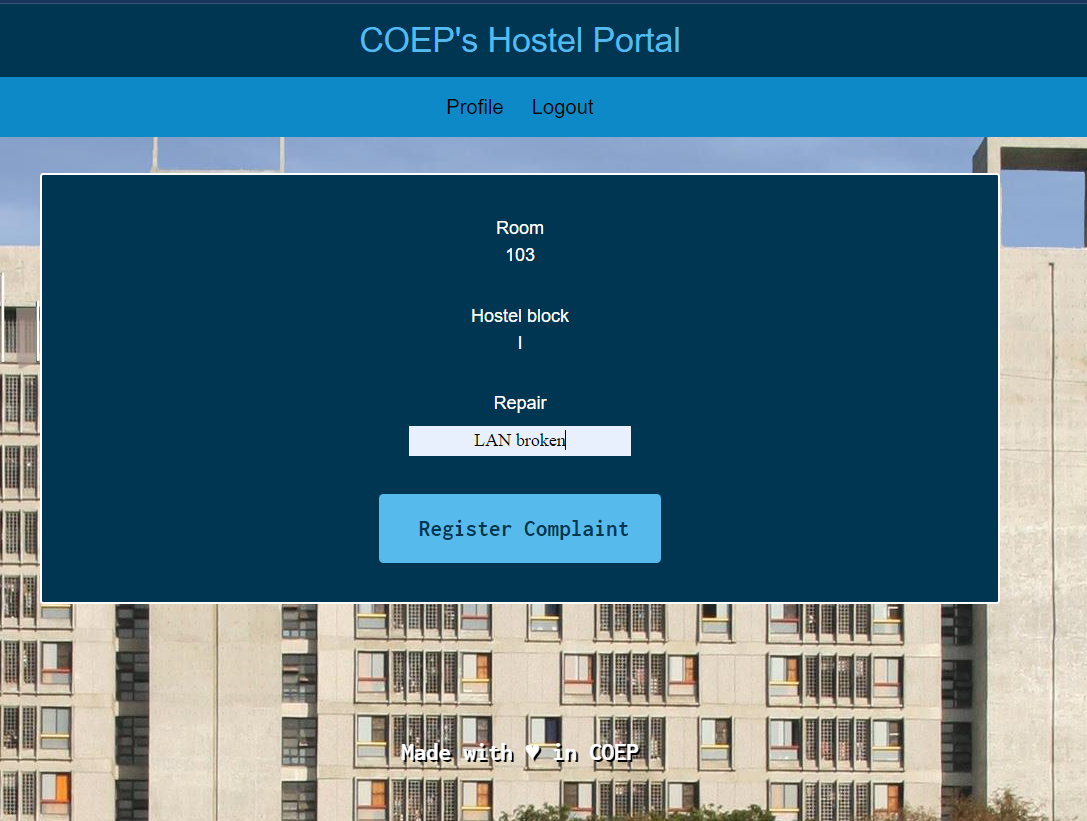 COEP's Hostel Portal
Profile Logout
Room
103
Hostel block
I
Repair
LAN broken
Register Complaint
Made with ♥ in COEP